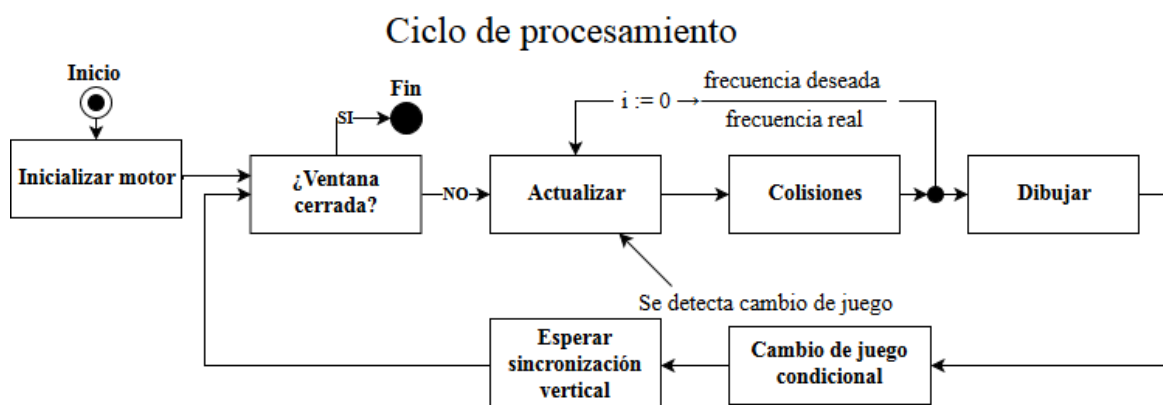 Ciclo de procesamiento
Inicio
Fin
i := 0 → frecuencia deseada
frecuencia real
SI
Inicializar motor
¿Ventana
cerrada?
NO
Actualizar
Colisiones
Dibujar
Se detecta cambio de juego
Esperar
sincronización
vertical
Cambio de juego
condicional